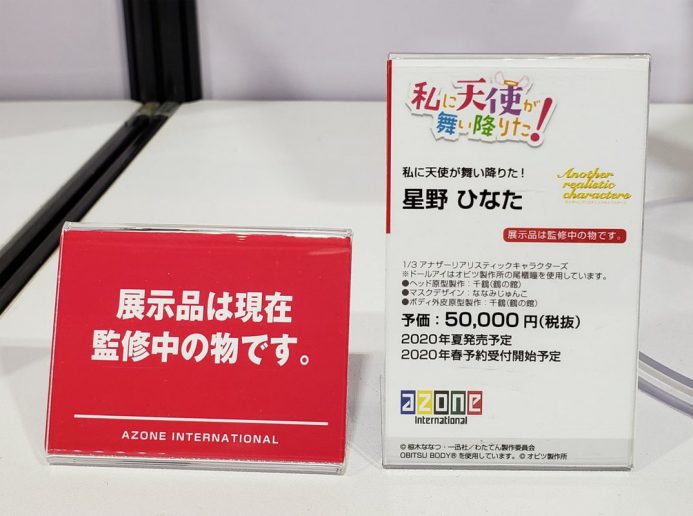 展示品は現在
監修中の物です。
AZONE INTERNATIONAL
私に天使が
舞い降りた!
私に天使が舞い降りた!
星野 ひなた
Another
realistic
characters
展示品は監修中の物です。
1/3 アナザーリアリスティックキャラクターズ
※ドールアイはオビツ製作所の尾櫃瞳を使用しています。
●ヘッド原型製作:千鶴(鶴の館)
●マスクデザイン:ななみじゅんこ
●ボディ外皮原型製作:千鶴(鶴の館)
予価:50,000円(税抜)
2020年夏発売予定
2020年春予約受付開始予定
azone
international
© 椋木ななつ・一迅社/わたてん製作委員会
OBITSU BODY® を使用しています。© オビツ製作所